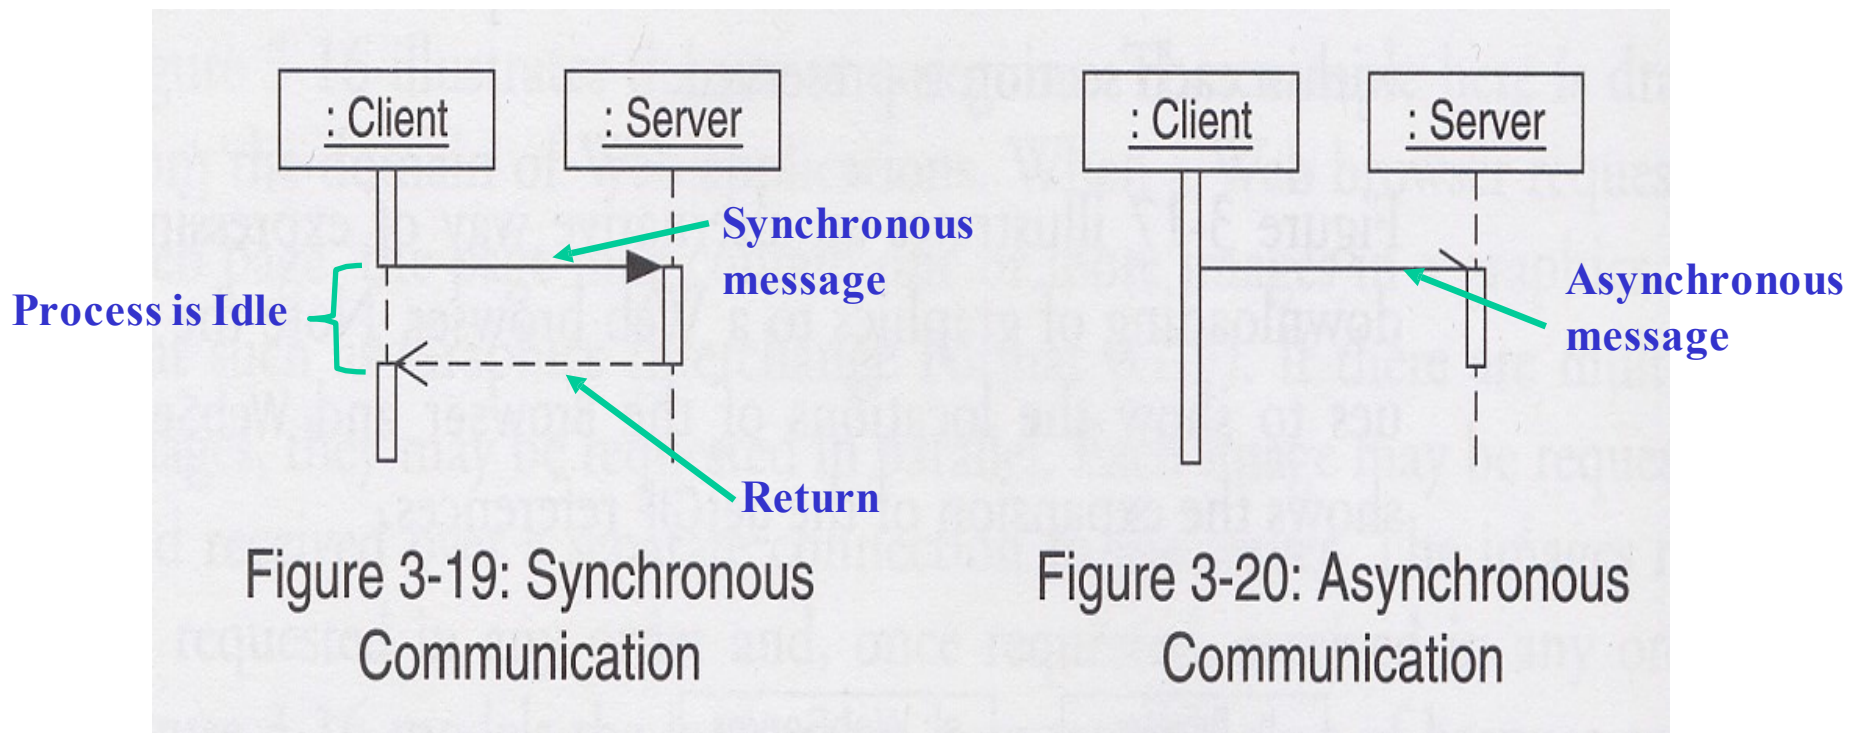 : Client
: Server
Synchronous
message
Process is Idle
Return
Figure 3-19: Synchronous
Communication
: Client
: Server
Asynchronous
message
Figure 3-20: Asynchronous
Communication